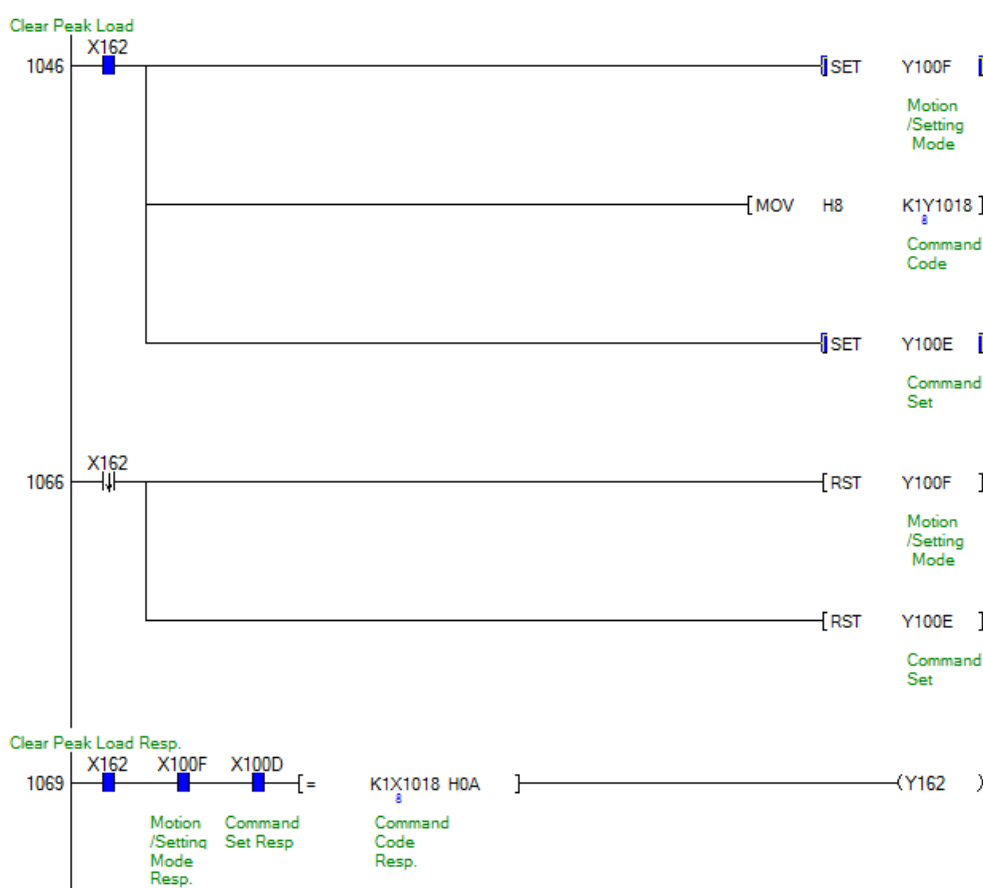 Clear Peak Load
X162
1046 SET Y100F
Motion
/Setting
Mode
[ MOV H8 K1Y1018 ]
8
Command
Code
SET Y100E
Command
Set
X162
1066 [ RST Y100F ]
Motion
/Setting
Mode
[ RST Y100E ]
Command
Set
Clear Peak Load Resp.
X162 X100F X100D
1069 [ = K1X1018 H0A ] (Y162 )
8
Motion Command Command
/Setting Set Resp Code
Mode Resp.
Resp.